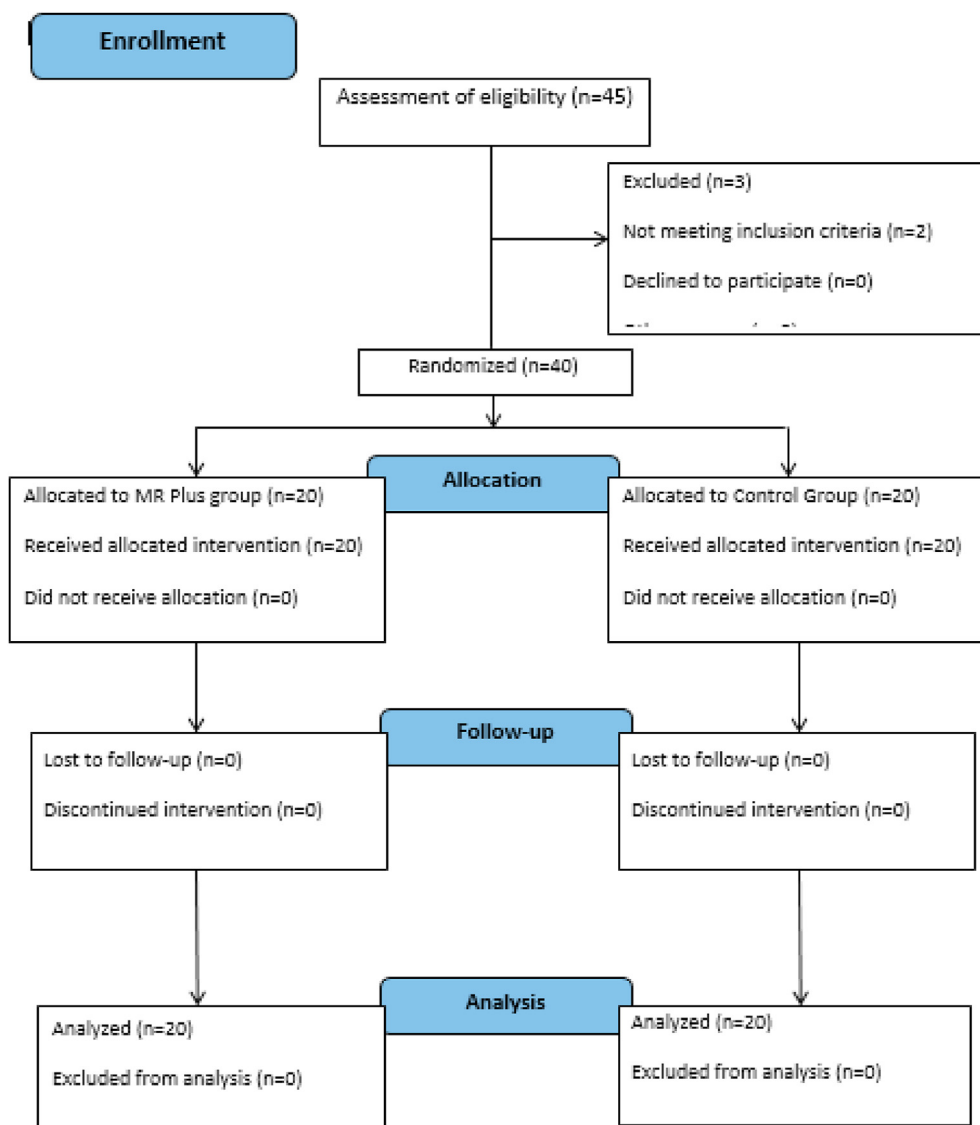 Enrollment
Assessment of eligibility (n=45)
Excluded (n=3)
Not meeting inclusion criteria (n=2)
Declined to participate (n=0)
Randomized (n=40)
Allocation
Allocated to MR Plus group (n=20)
Received allocated intervention (n=20)
Did not receive allocation (n=0)
Allocated to Control Group (n=20)
Received allocated intervention (n=20)
Did not receive allocation (n=0)
Follow-up
Lost to follow-up (n=0)
Discontinued intervention (n=0)
Lost to follow-up (n=0)
Discontinued intervention (n=0)
Analysis
Analyzed (n=20)
Excluded from analysis (n=0)
Analyzed (n=20)
Excluded from analysis (n=0)